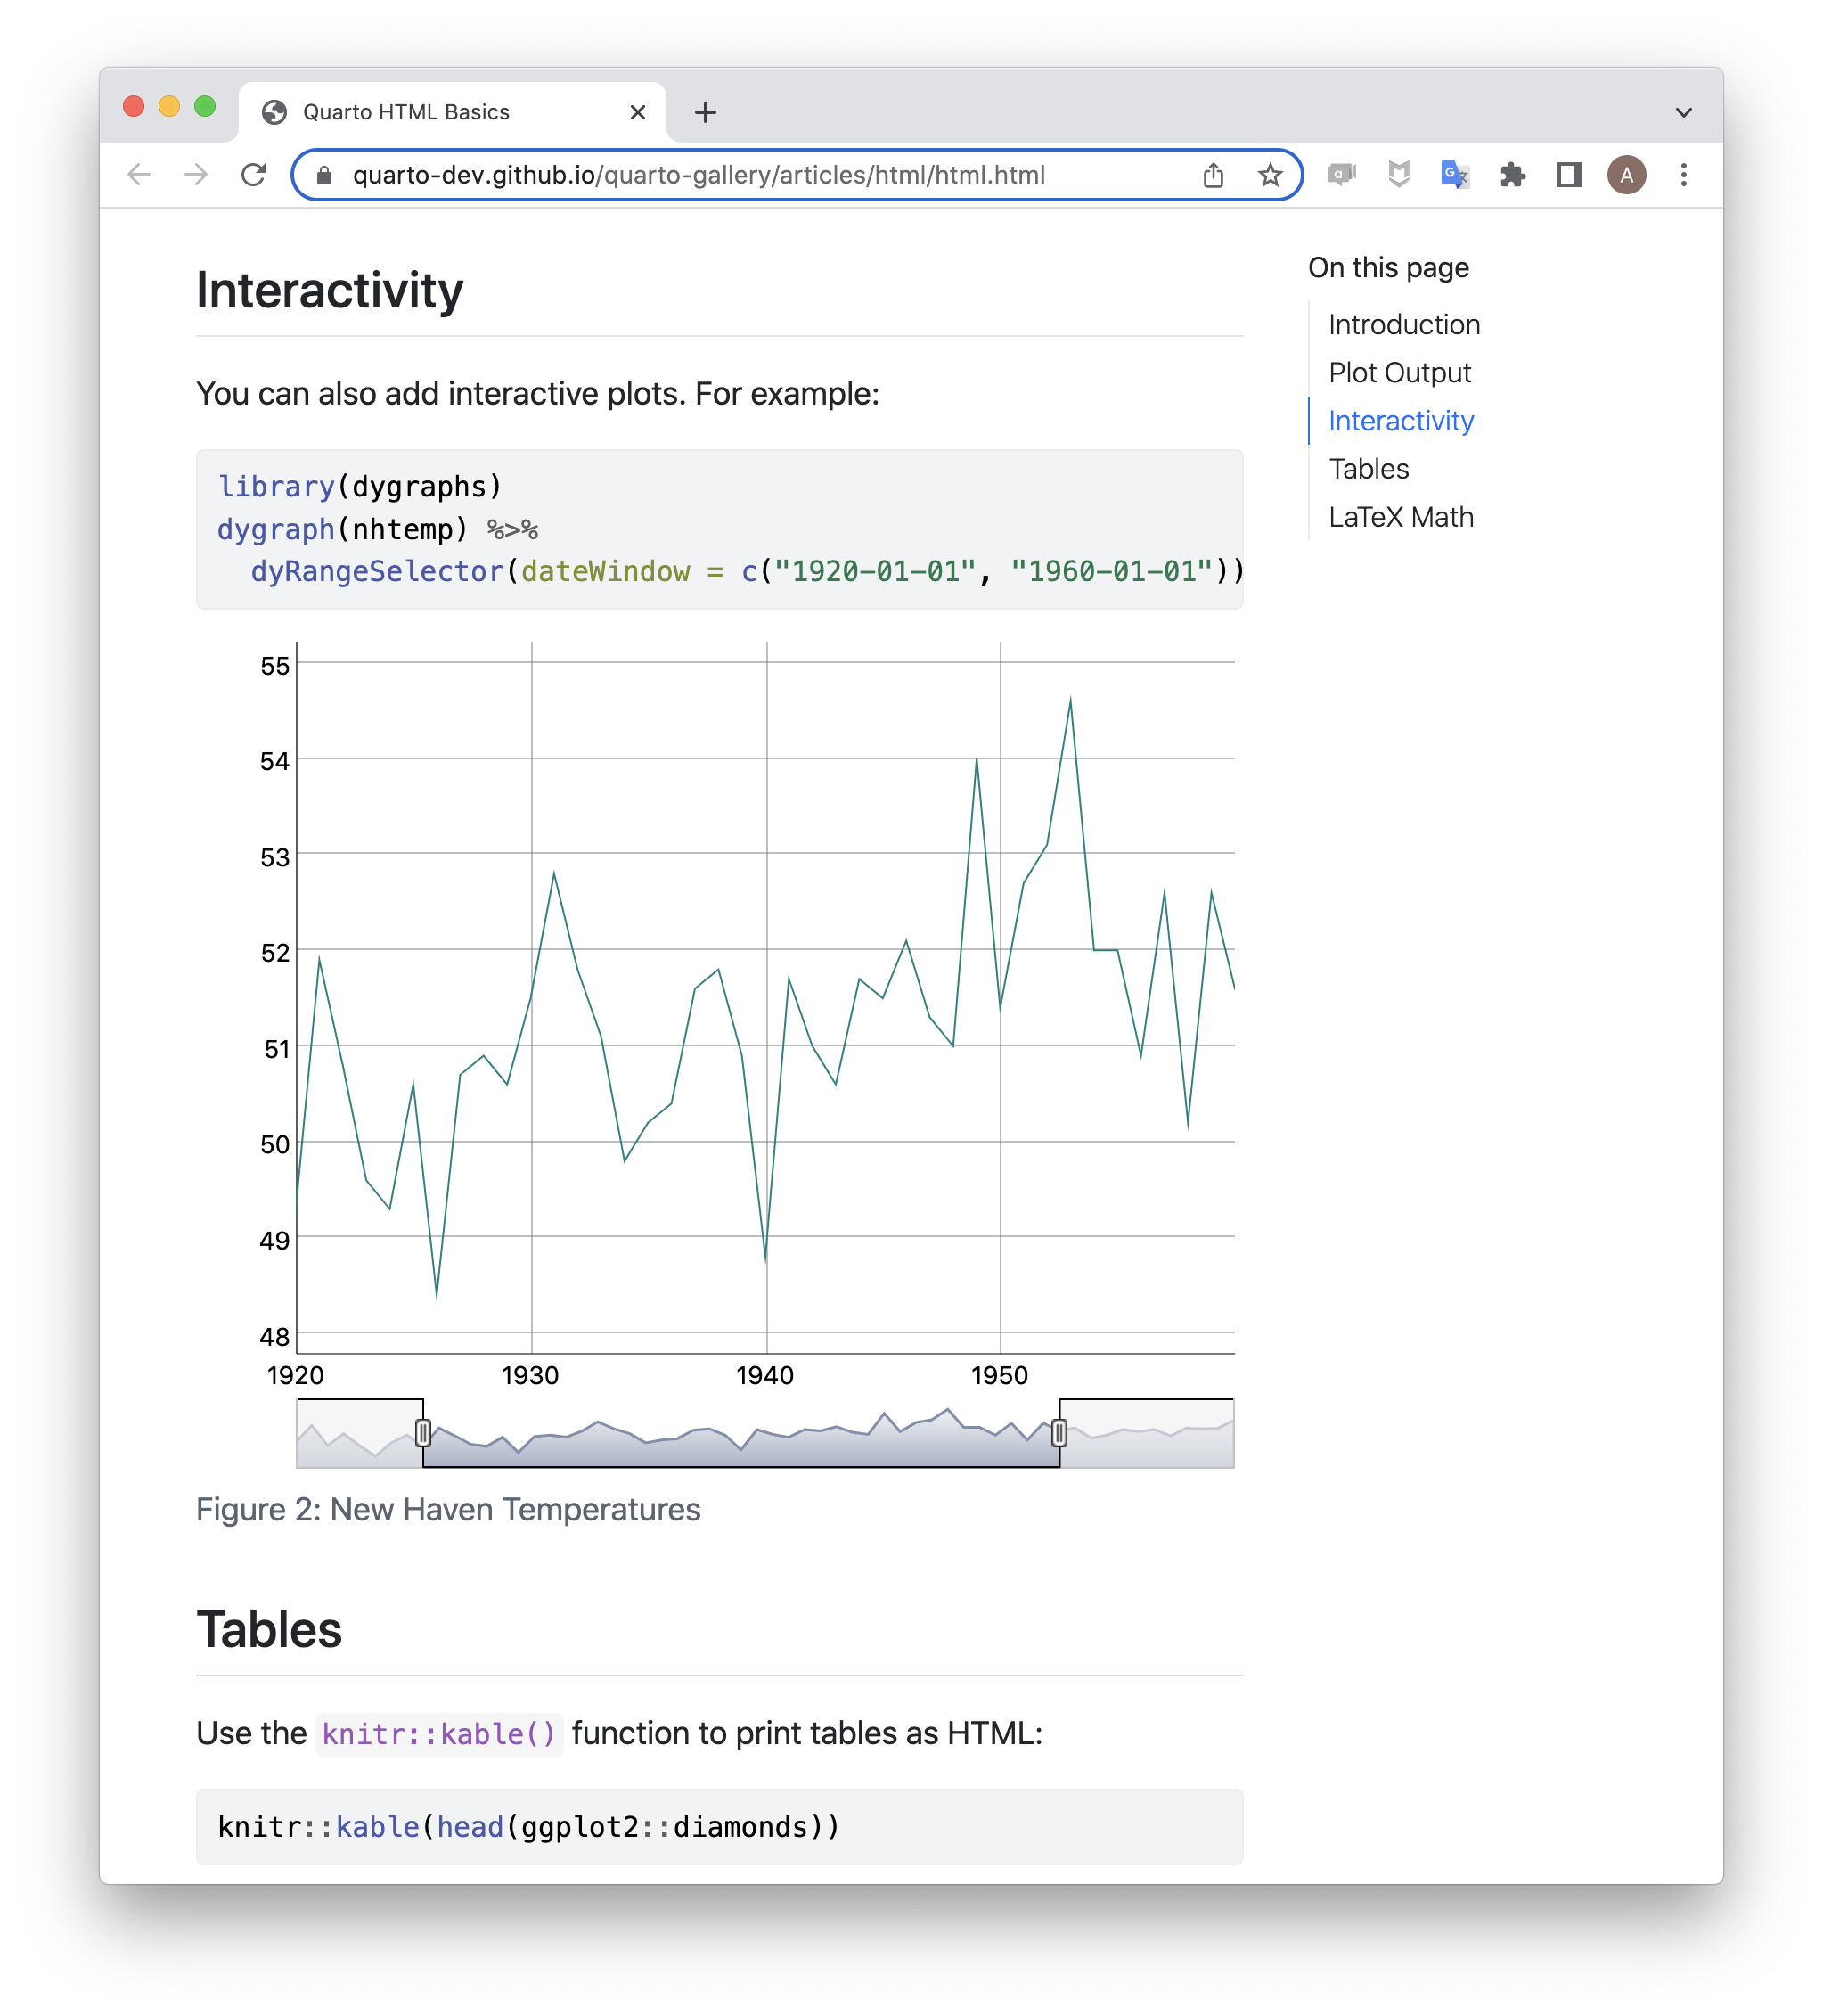 Quarto HTML Basics
quarto-dev.github.io/quarto-gallery/articles/html/html.html
A
Interactivity
You can also add interactive plots. For example:
library(dygraphs)
dygraph(nhtemp) %>%
  dyRangeSelector(dateWindow = c("1920-01-01", "1960-01-01"))
55
54
53
52
51
50
49
48
1920 1930 1940 1950
Figure 2: New Haven Temperatures
Tables
Use the knitr::kable() function to print tables as HTML:
knitr::kable(head(ggplot2::diamonds))
On this page
Introduction
Plot Output
Interactivity
Tables
LaTeX Math